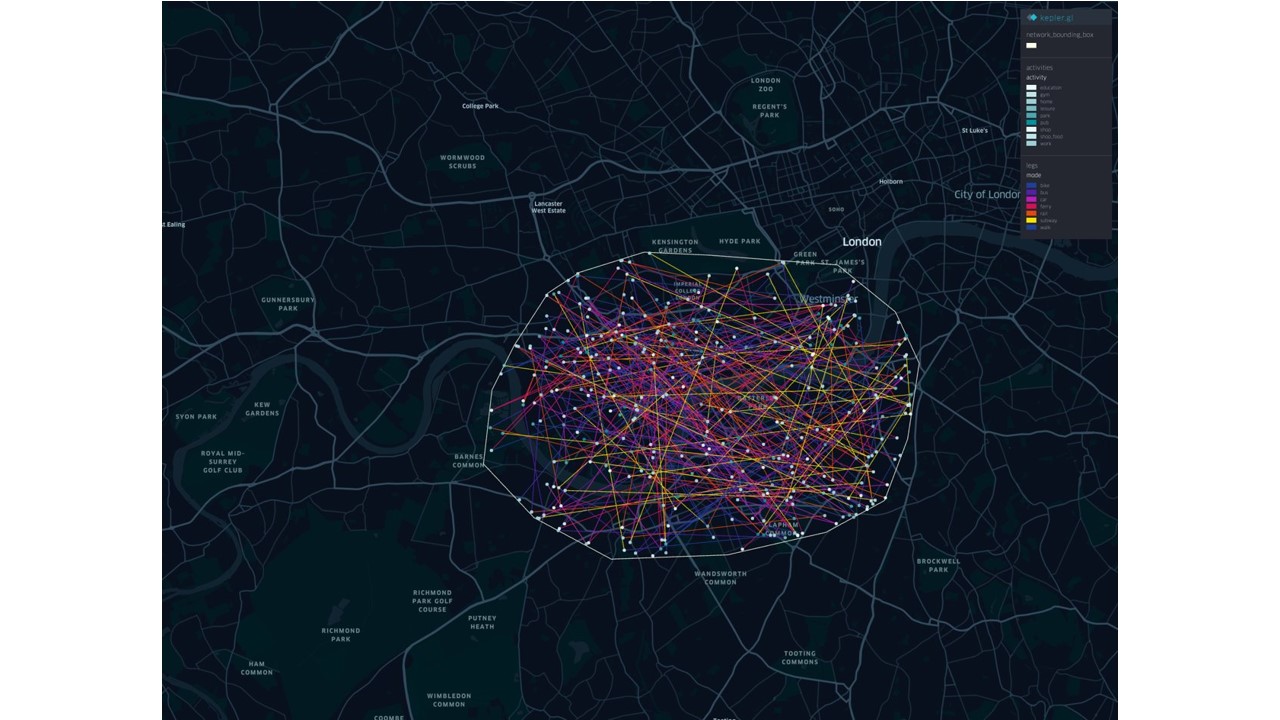 kepler.gl
network_bounding_box
activities
activity
education
gym
home
leisure
park
pub
shop
work
legs
mode
bike
bus
car
ferry
rail
subway
walk
LONDON
ZOO
REGENT'S
PARK
College Park
St Luke's
WORMWOOD
SCRUBS
Holborn
City of London
Lancaster
West Estate
SOHO
st Ealing
KENSINGTON
GARDENS
HYDE PARK
London
GREEN
PARK
ST. JAMES'S
PARK
IMPERIAL
COLLEGE
LONDON
Westminster
GUNNERSBURY
PARK
KEW
GARDENS
SYON PARK
ROYAL MID-
SURREY
GOLF CLUB
BARNES
COMMON
CLAPHAM
COMMON
WANDSWORTH
COMMON
BROCKWELL
PARK
RICHMOND
PARK GOLF
COURSE
PUTNEY
HEATH
RICHMOND
PARK
HAM
COMMON
TOOTING
COMMONS
WIMBLEDON
COMMON
COOMBE